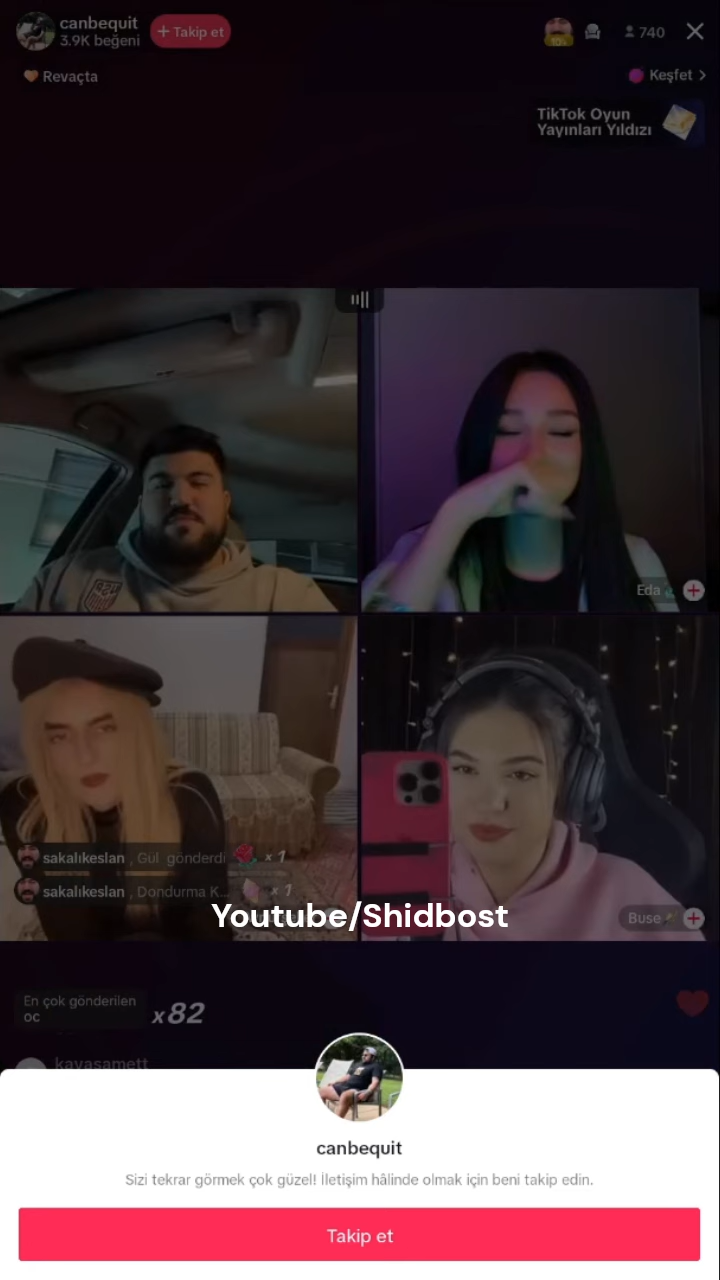 canbequit
3.9K beğeni
+ Takip et
740
Revaçta
Keşfet
TikTok Oyun
Yayınları Yıldızı
USA
Eda
sakalıkeslan , Gül gönderdi x 1
sakalıkeslan , Dondurma K... x 1
Youtube/Shidbost
Buse
En çok gönderilen
oc
x82
kavasamett
canbequit
Sizi tekrar görmek çok güzel! İletişim hâlinde olmak için beni takip edin.
Takip et